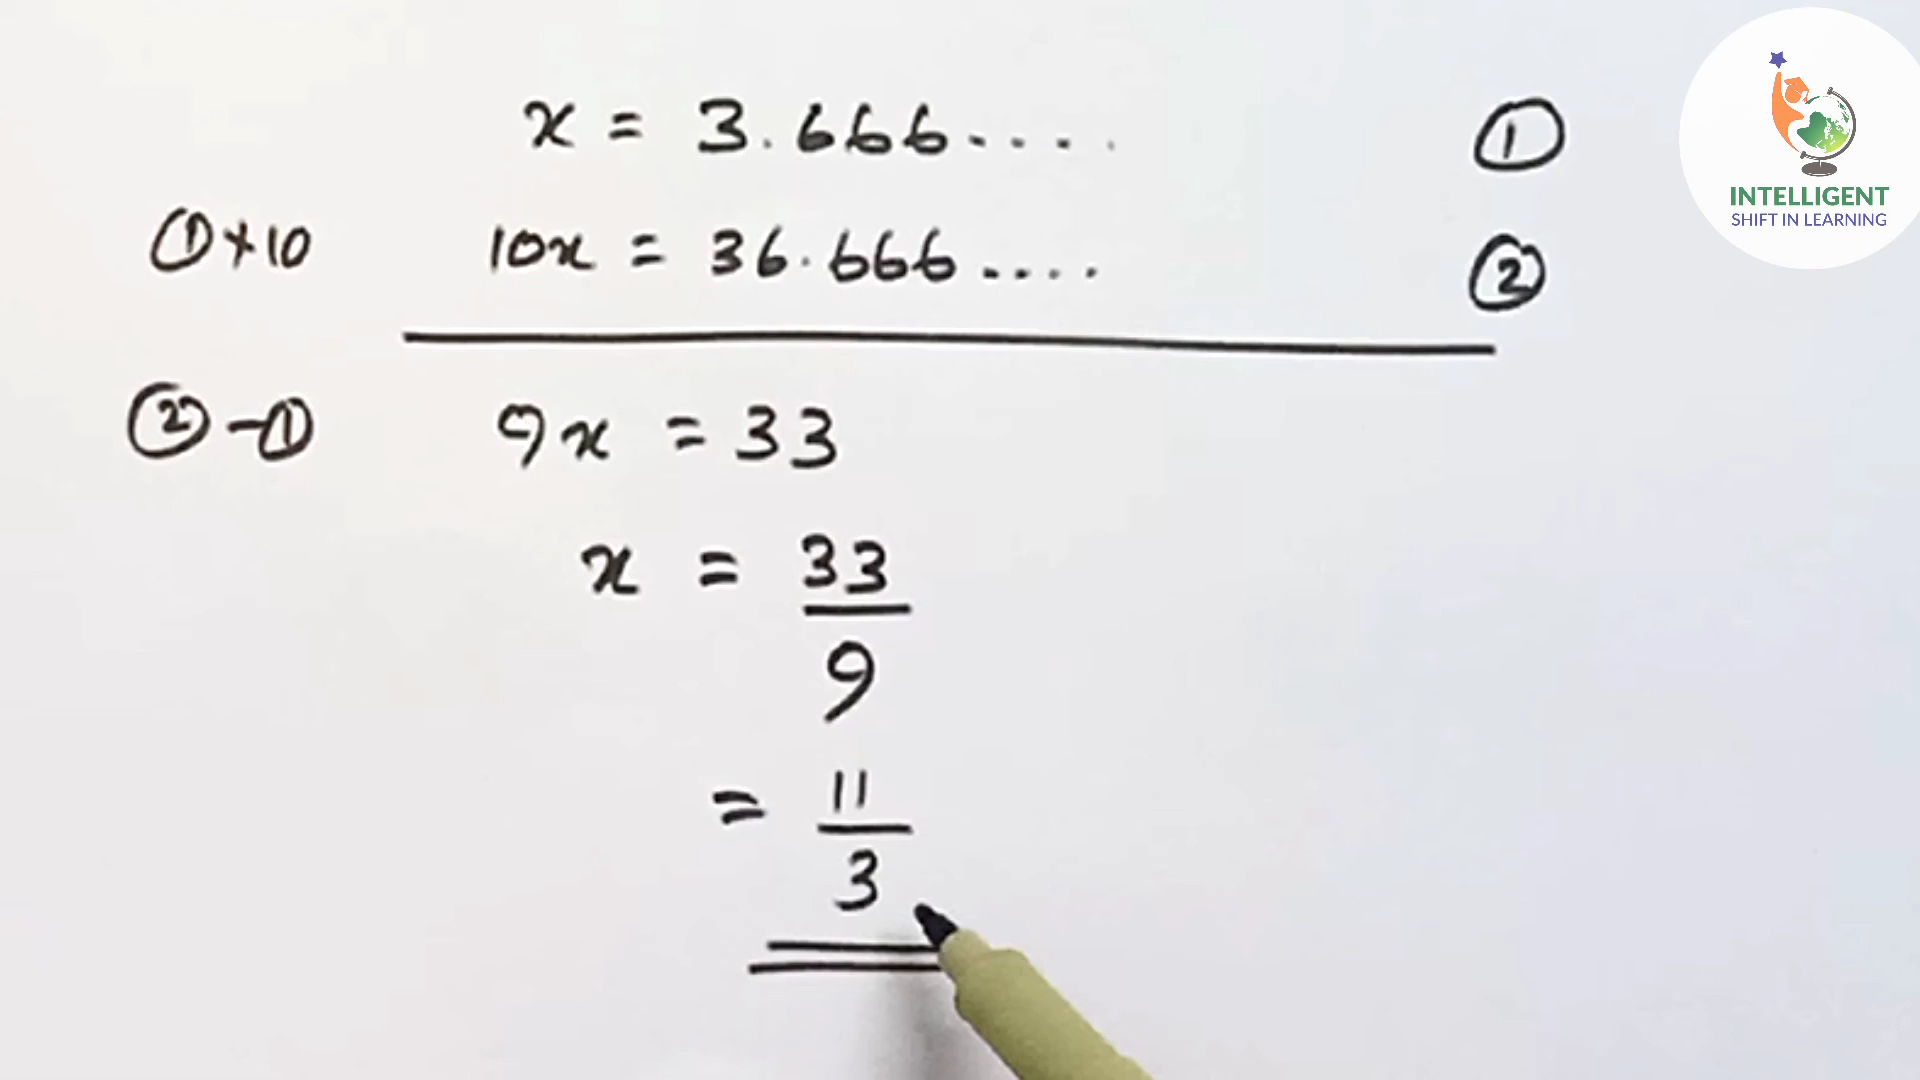 x = 3.666.... ①
①×10 10x = 36.666.... ②
②-① 9x = 33
x = 33
9
= 11
3
INTELLIGENT
SHIFT IN LEARNING